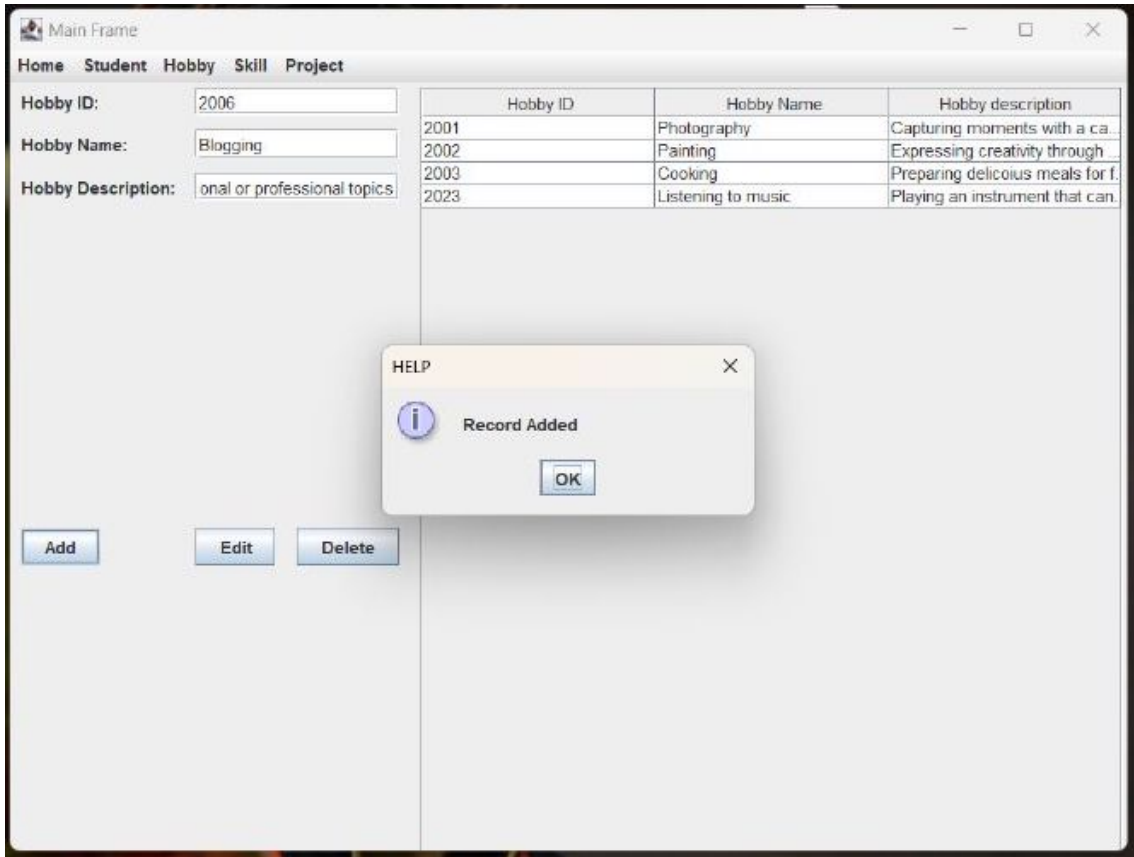 Main Frame
Home Student Hobby Skill Project
Hobby ID: 2006
Hobby Name: Blogging
Hobby Description: onal or professional topics
Hobby ID Hobby Name Hobby description
2001 Photography Capturing moments with a ca...
2002 Painting Expressing creativity through ...
2003 Cooking Preparing delicoius meals for f.
2023 Listening to music Playing an instrument that can.
HELP
i
Record Added
OK
Add Edit Delete